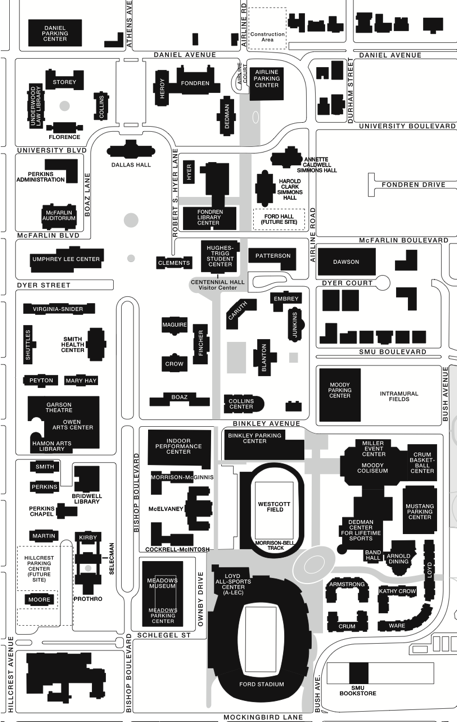 ATHENS AVE
AIRLINE RD
DANIEL
PARKING
CENTER
Construction
Area
DANIEL AVENUE
DANIEL AVENUE
STOREY
UNDERWOOD
LAW LIBRARY
COLLINS
FLORENCE
HEROY
FONDREN
DEDMAN
AIRLINE
COURT
AIRLINE
PARKING
CENTER
DURHAM STREET
UNIVERSITY BOULEVARD
UNIVERSITY BLVD
PERKINS
ADMINISTRATION
DALLAS HALL
HYER
ANNETTE
CALDWELL
SIMMONS HALL
HAROLD
CLARK
SIMMONS
HALL
FONDREN DRIVE
BOAZ LANE
ROBERT S. HYER LANE
McFARLIN
AUDITORIUM
FONDREN
LIBRARY
CENTER
FORD HALL
(FUTURE
SITE)
AIRLINE ROAD
McFARLIN BLVD
McFARLIN BOULEVARD
UMPHREY LEE CENTER
CLEMENTS
HUGHES-
TRIGG
STUDENT
CENTER
PATTERSON
DAWSON
DYER STREET
CENTENNIAL HALL
Visitor Center
DYER COURT
VIRGINIA-SNIDER
SHUTTLES
SMITH
HEALTH
CENTER
MAGUIRE
FINCHER
CROW
CARUTH
EMBREY
JUNKINS
BLANTON
SMU BOULEVARD
PEYTON
MARY HAY
BOAZ
COLLINS
CENTER
MOODY
PARKING
CENTER
INTRAMURAL
FIELDS
BUSH AVENUE
GARSON
THEATRE
OWEN
ARTS CENTER
HAMON ARTS
LIBRARY
BINKLEY AVENUE
INDOOR
PERFORMANCE
CENTER
BINKLEY PARKING
CENTER
MILLER
EVENT
CENTER
MOODY
COLISEUM
CRUM
BASKET-
BALL
CENTER
SMITH
PERKINS
BRIDWELL
LIBRARY
PERKINS
CHAPEL
BISHOP BOULEVARD
MORRISON-McGINNIS
McELVANEY
WESTCOTT
FIELD
MUSTANG
PARKING
CENTER
DEDMAN
CENTER
FOR LIFETIME
SPORTS
MARTIN
KIRBY
SELECMAN
COCKRELL-McINTOSH
MORRISON-BELL
TRACK
BAND
HALL
ARNOLD
DINING
LOYD
HILLCREST
PARKING
CENTER
(FUTURE
SITE)
MOORE
PROTHRO
MEADOWS
MUSEUM
MEADOWS
PARKING
CENTER
OWNBY DRIVE
LOYD
ALL-SPORTS
CENTER
(A-LEC)
ARMSTRONG
KATHY CROW
CRUM
WARE
SCHLEGEL ST
HILLCREST AVENUE
BISHOP BOULEVARD
FORD STADIUM
BUSH AVE.
SMU
BOOKSTORE
MOCKINGBIRD LANE